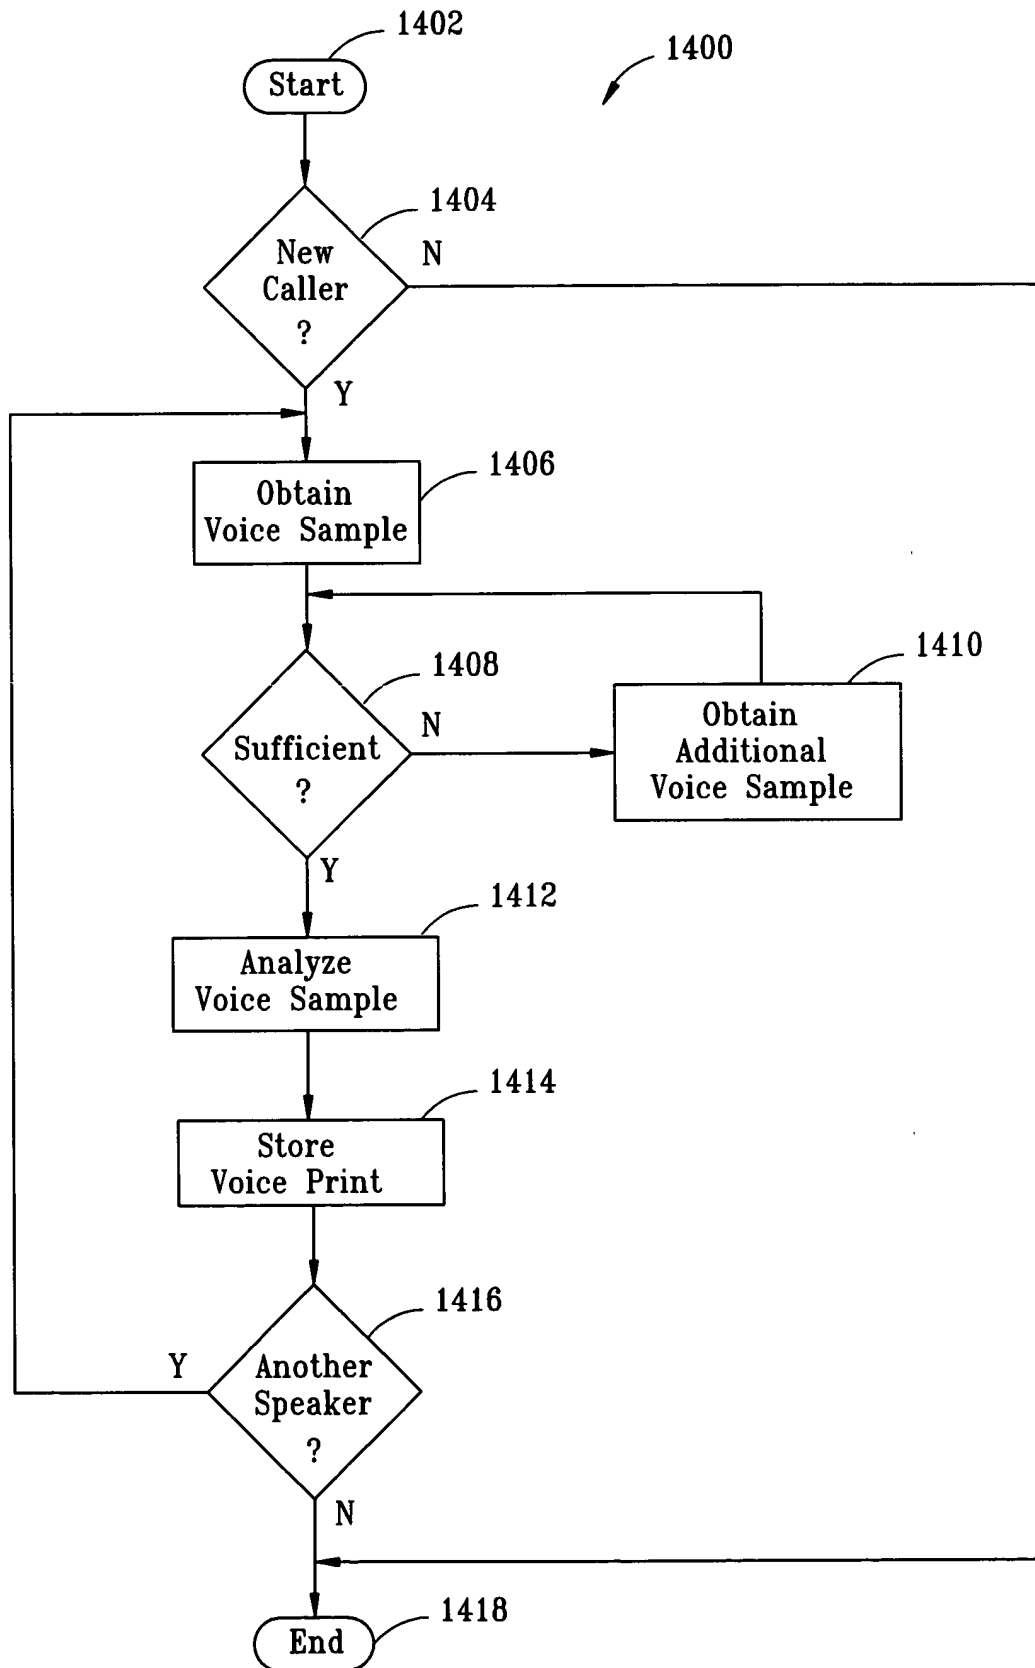 1402
Start
1400
1404
New
Caller
?
N
Y
1406
Obtain
Voice Sample
1408
Sufficient
?
N
1410
Obtain
Additional
Voice Sample
Y
1412
Analyze
Voice Sample
1414
Store
Voice Print
1416
Another
Speaker
?
Y
N
1418
End